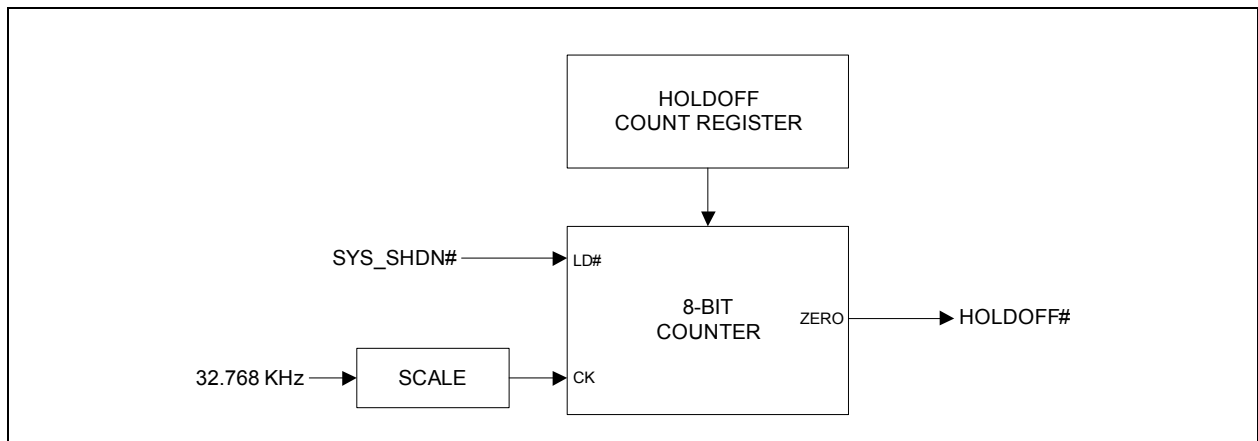 HOLDOFF
COUNT REGISTER
SYS_SHDN#
LD#
8-BIT
COUNTER
ZERO
HOLDOFF#
32.768 KHz
SCALE
CK